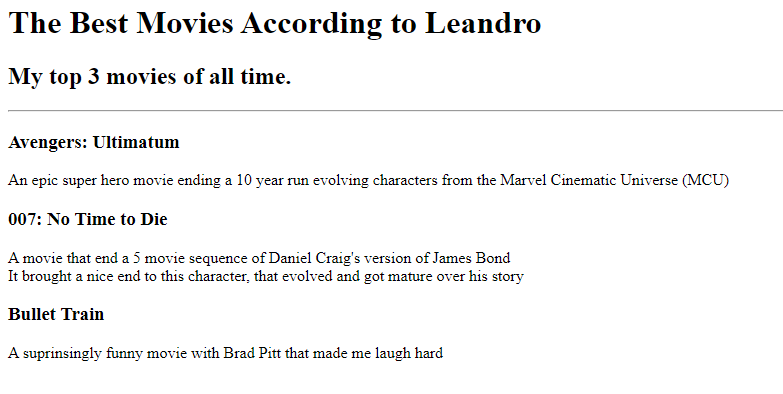 The Best Movies According to Leandro
My top 3 movies of all time.
Avengers: Ultimatum
An epic super hero movie ending a 10 year run evolving characters from the Marvel Cinematic Universe (MCU)
007: No Time to Die
A movie that end a 5 movie sequence of Daniel Craig's version of James Bond
It brought a nice end to this character, that evolved and got mature over his story
Bullet Train
A suprinsingly funny movie with Brad Pitt that made me laugh hard